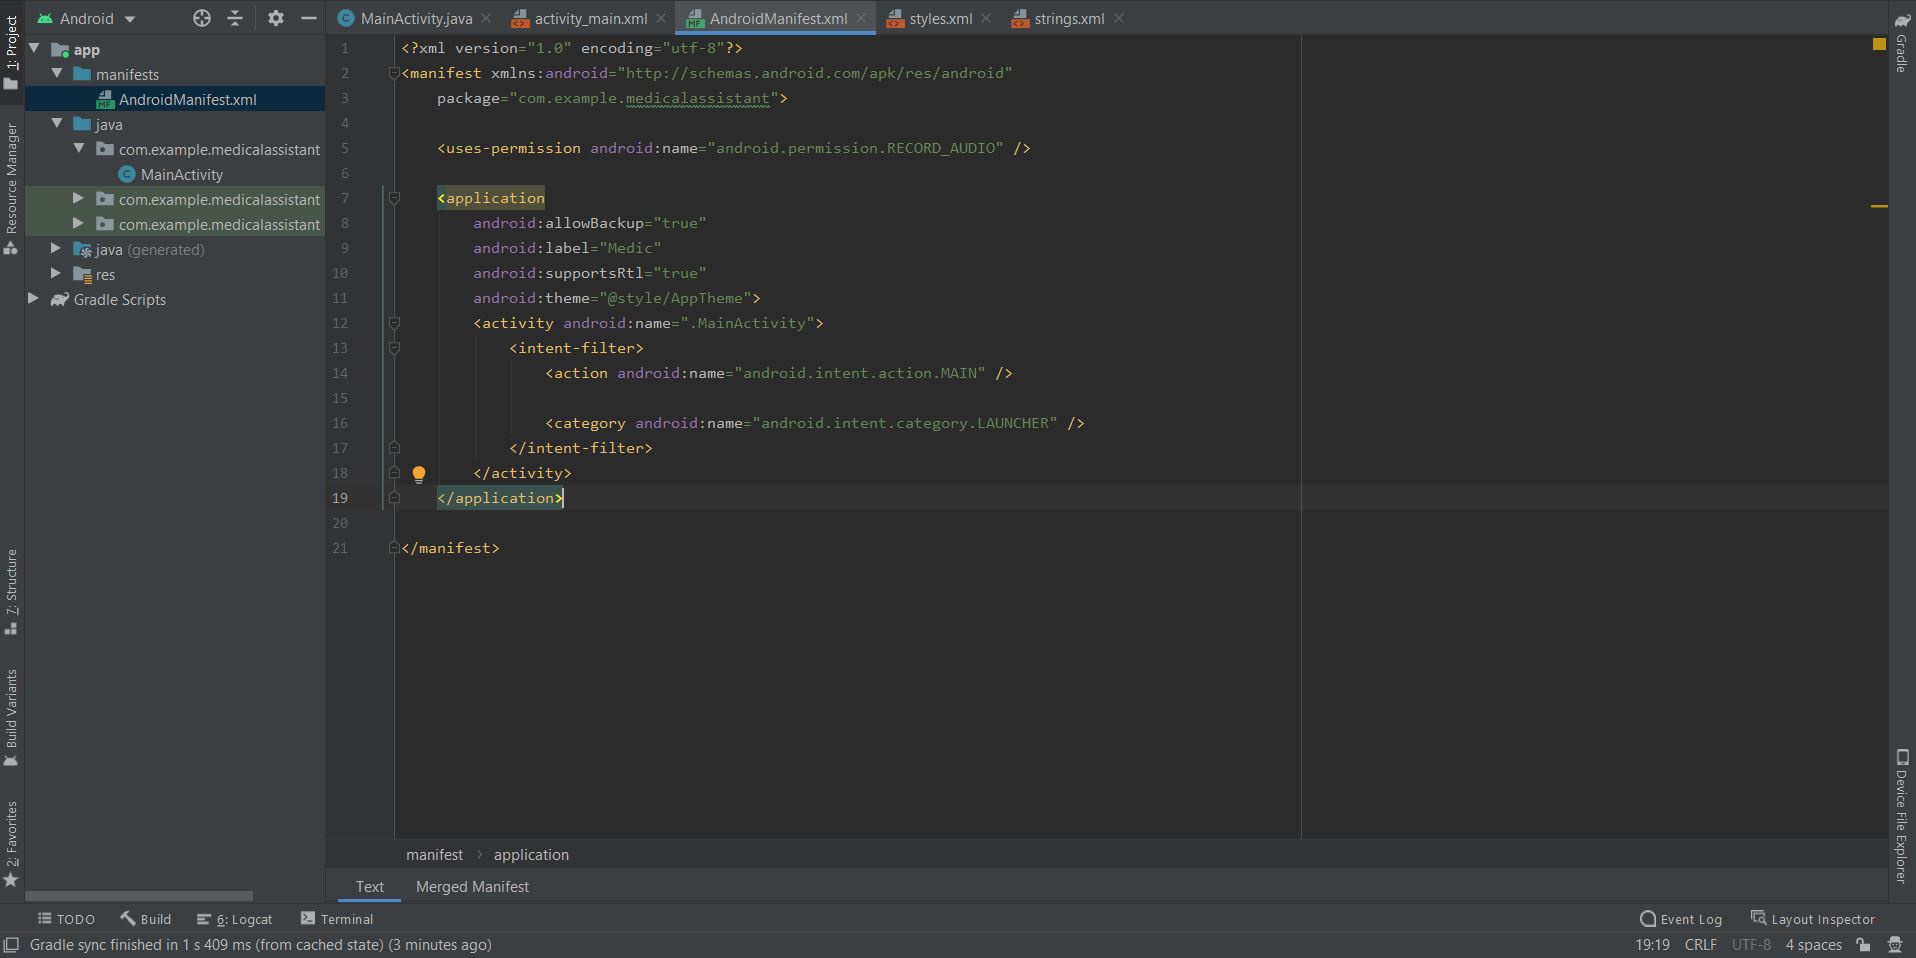 Android
MainActivity.java
activity_main.xml
AndroidManifest.xml
styles.xml
strings.xml
1: Project
Resource Manager
7: Structure
Build Variants
2: Favorites
app
manifests
AndroidManifest.xml
java
com.example.medicalassistant
MainActivity
com.example.medicalassistant
com.example.medicalassistant
java (generated)
res
Gradle Scripts
1 <?xml version="1.0" encoding="utf-8"?>
2 <manifest xmlns:android="http://schemas.android.com/apk/res/android"
3 package="com.example.medicalassistant">
4
5 <uses-permission android:name="android.permission.RECORD_AUDIO" />
6
7 <application
8 android:allowBackup="true"
9 android:label="Medic"
10 android:supportsRtl="true"
11 android:theme="@style/AppTheme">
12 <activity android:name=".MainActivity">
13 <intent-filter>
14 <action android:name="android.intent.action.MAIN" />
15
16 <category android:name="android.intent.category.LAUNCHER" />
17 </intent-filter>
18 </activity>
19 </application>
20
21 </manifest>
Gradle
Device File Explorer
manifest › application
Text
Merged Manifest
TODO
Build
6: Logcat
Terminal
Event Log
Layout Inspector
Gradle sync finished in 1 s 409 ms (from cached state) (3 minutes ago)
19:19 CRLF UTF-8 4 spaces